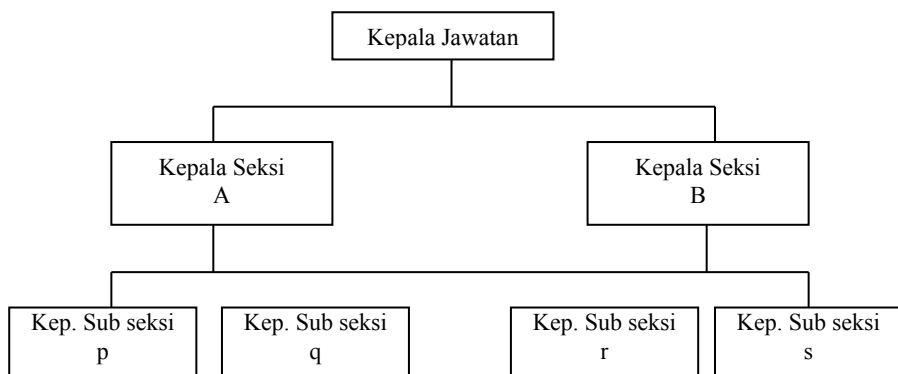 Kepala Jawatan
Kepala Seksi
A
Kepala Seksi
B
Kep. Sub seksi
p
Kep. Sub seksi
q
Kep. Sub seksi
r
Kep. Sub seksi
s